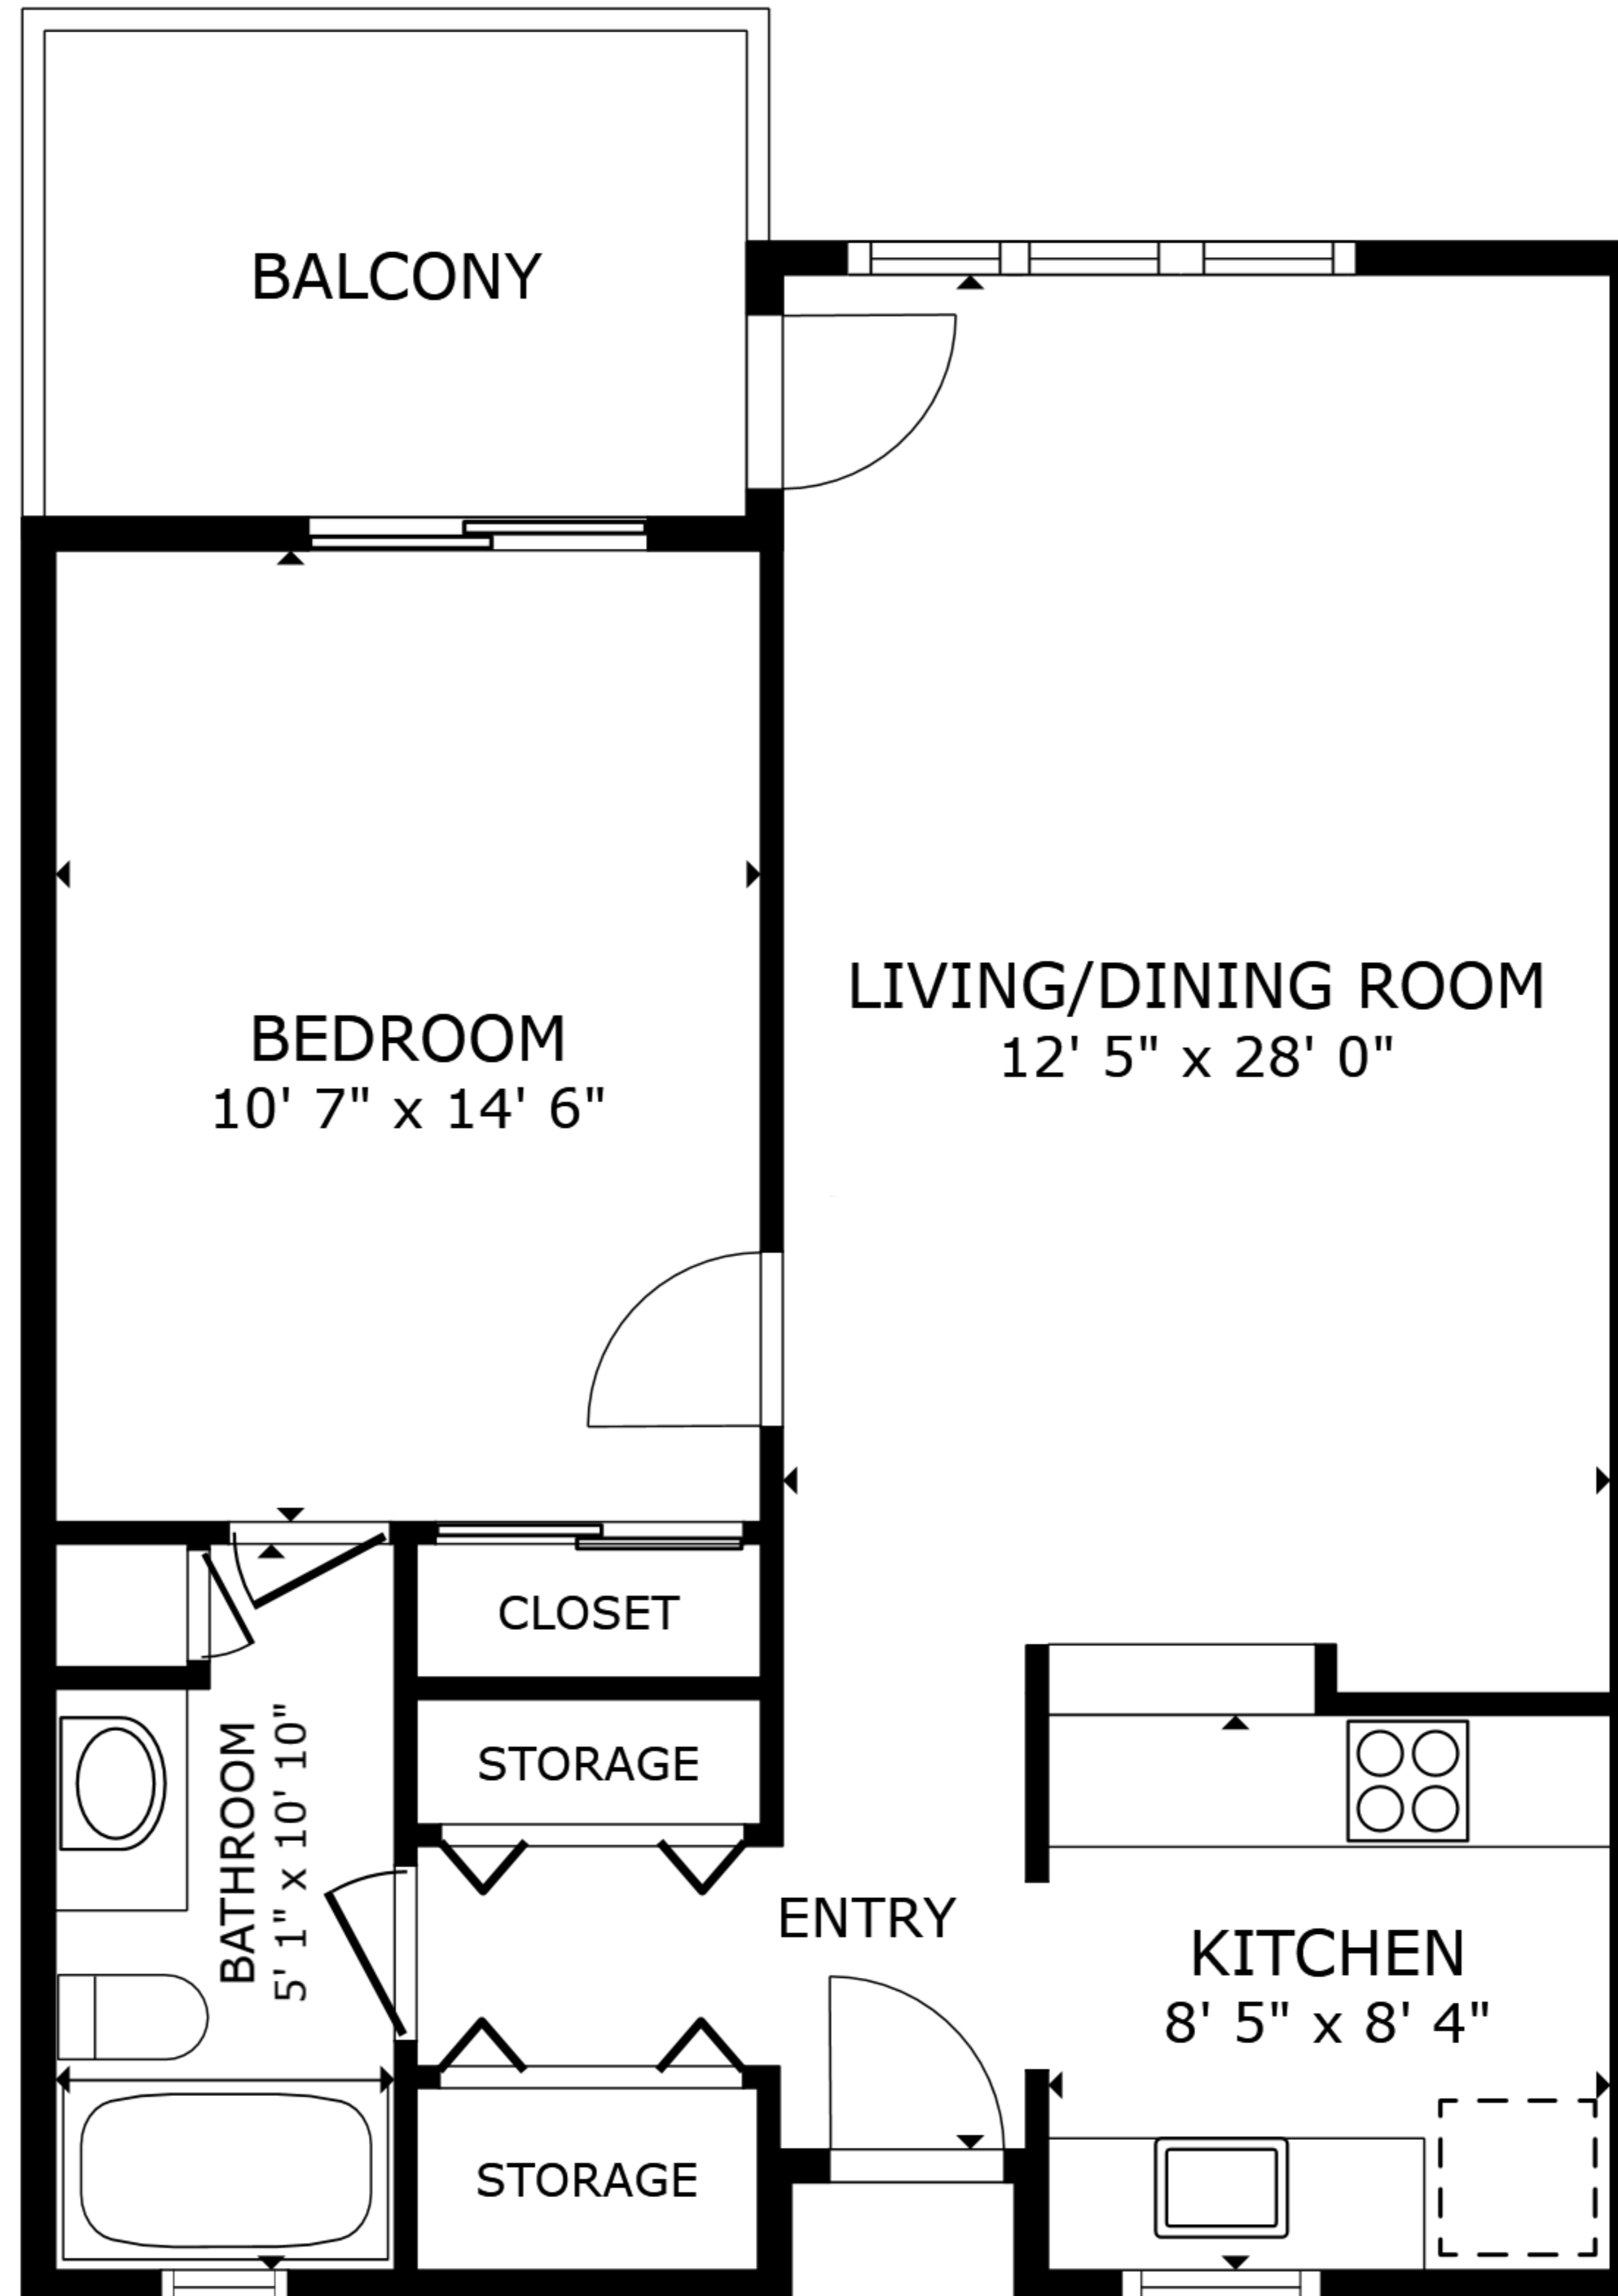 BALCONY
LIVING/DINING ROOM
12' 5" x 28' 0"
BEDROOM
10' 7" x 14' 6"
CLOSET
STORAGE
BATHROOM
5' 1" x 10' 10"
ENTRY
KITCHEN
8' 5" x 8' 4"
STORAGE